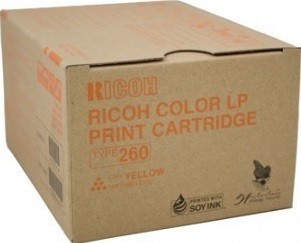 RICOH
RICOH COLOR LP
PRINT CARTRIDGE
TYPE 260
YELLOW
PRINTED WITH
SOY INK